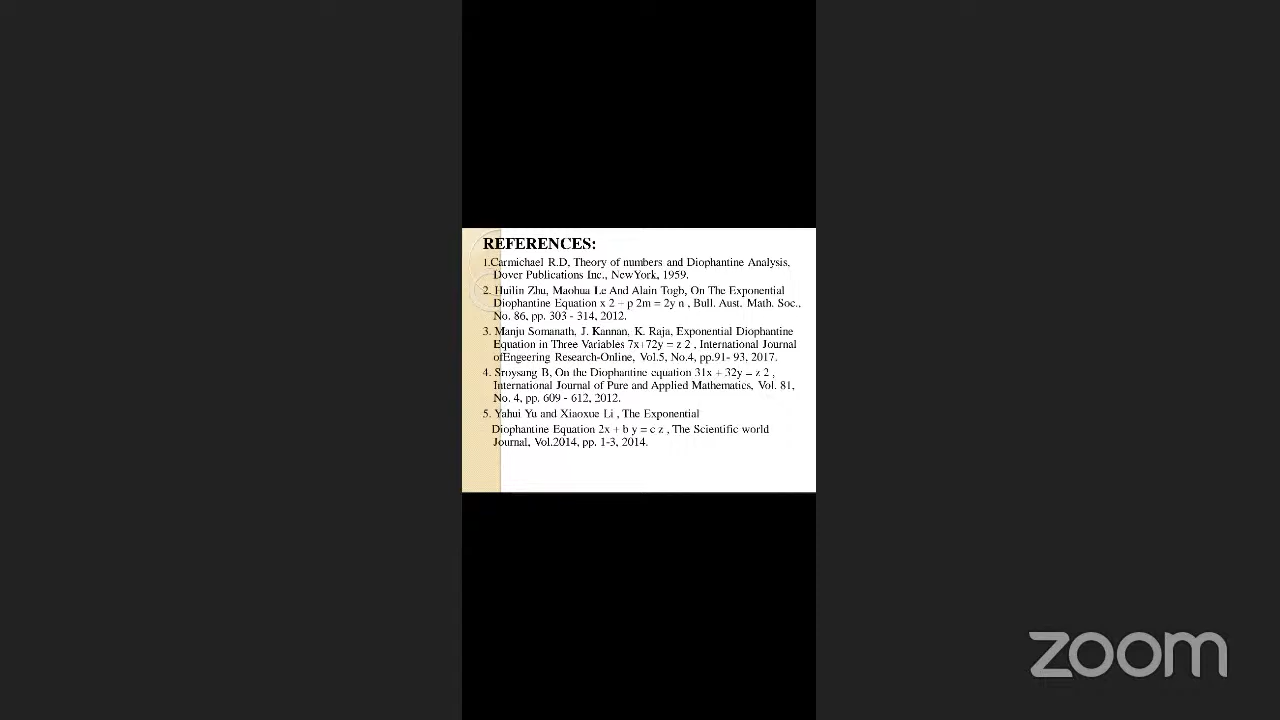 REFERENCES:
1.Carmichael R.D, Theory of numbers and Diophantine Analysis,
Dover Publications Inc., NewYork, 1959.
2. Huilin Zhu, Maohua Le And Alain Togb, On The Exponential
Diophantine Equation x 2 + p 2m = 2y n , Bull. Aust. Math. Soc.,
No. 86, pp. 303 - 314, 2012.
3. Manju Somanath, J. Kannan, K. Raja, Exponential Diophantine
Equation in Three Variables 7x+72y = z 2 , International Journal
ofEngeering Research-Online, Vol.5, No.4, pp.91- 93, 2017.
4. Sroysang B, On the Diophantine equation 31x + 32y = z 2 ,
International Journal of Pure and Applied Mathematics, Vol. 81,
No. 4, pp. 609 - 612, 2012.
5. Yahui Yu and Xiaoxue Li , The Exponential
Diophantine Equation 2x + b y = c z , The Scientific world
Journal, Vol.2014, pp. 1-3, 2014.
zoom